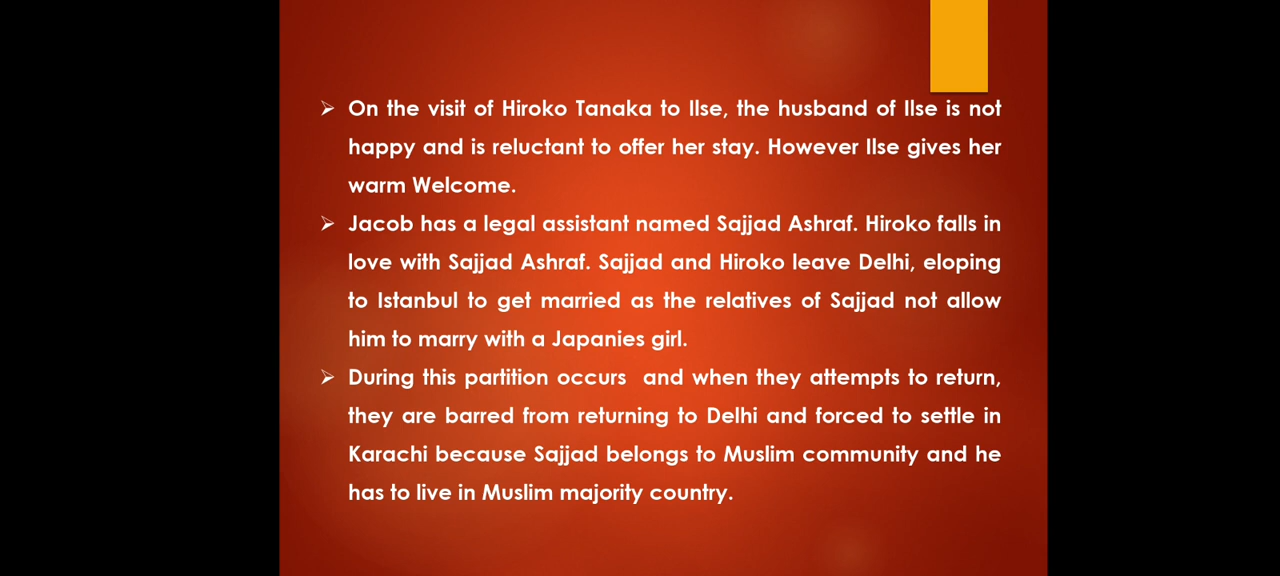 ➢ On the visit of Hiroko Tanaka to Ilse, the husband of Ilse is not
happy and is reluctant to offer her stay. However Ilse gives her
warm Welcome.
➢ Jacob has a legal assistant named Sajjad Ashraf. Hiroko falls in
love with Sajjad Ashraf. Sajjad and Hiroko leave Delhi, eloping
to Istanbul to get married as the relatives of Sajjad not allow
him to marry with a Japanies girl.
➢ During this partition occurs and when they attempts to return,
they are barred from returning to Delhi and forced to settle in
Karachi because Sajjad belongs to Muslim community and he
has to live in Muslim majority country.